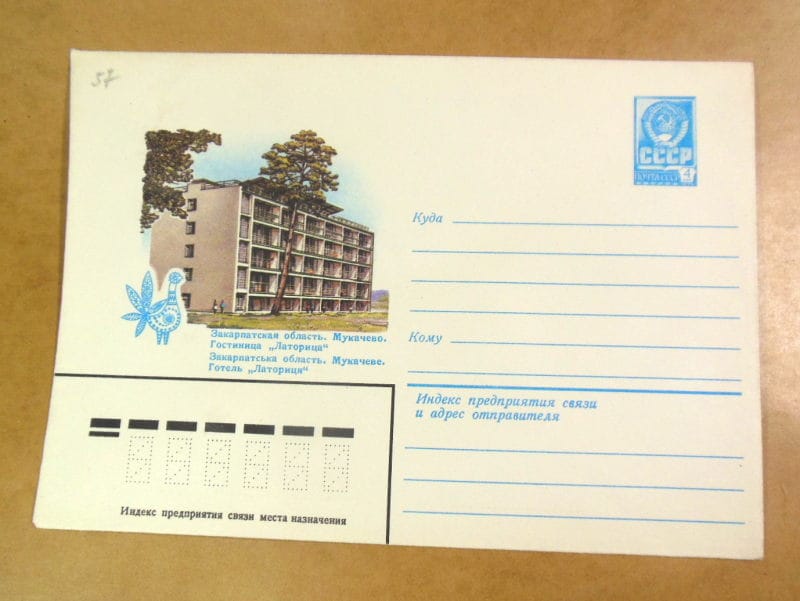 57
СССР
ПОЧТА СССР
4
Закарпатская область. Мукачево.
Гостиница „Латорица“
Закарпатська область. Мукачеве.
Готель „Латориця“
Куда
Кому
Индекс предприятия связи
и адрес отправителя
Индекс предприятия связи места назначения